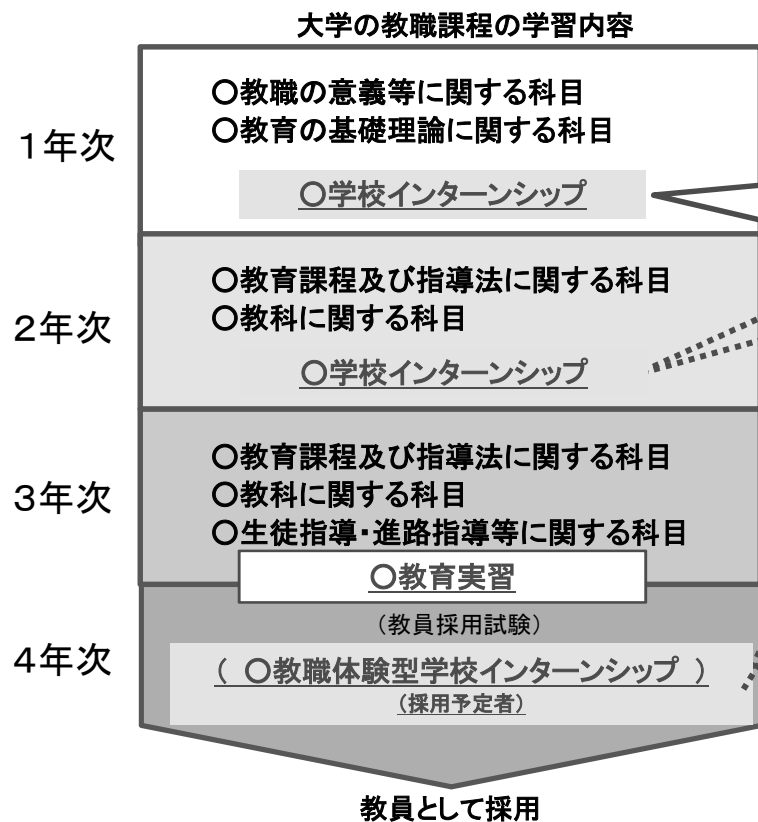 大学の教職課程の学習内容
1年次
○教職の意義等に関する科目
○教育の基礎理論に関する科目
○学校インターンシップ
2年次
○教育課程及び指導法に関する科目
○教科に関する科目
○学校インターンシップ
3年次
○教育課程及び指導法に関する科目
○教科に関する科目
○生徒指導・進路指導等に関する科目
○教育実習
4年次
（教員採用試験）
（ ○教職体験型学校インターンシップ ）
（採用予定者）
教員として採用